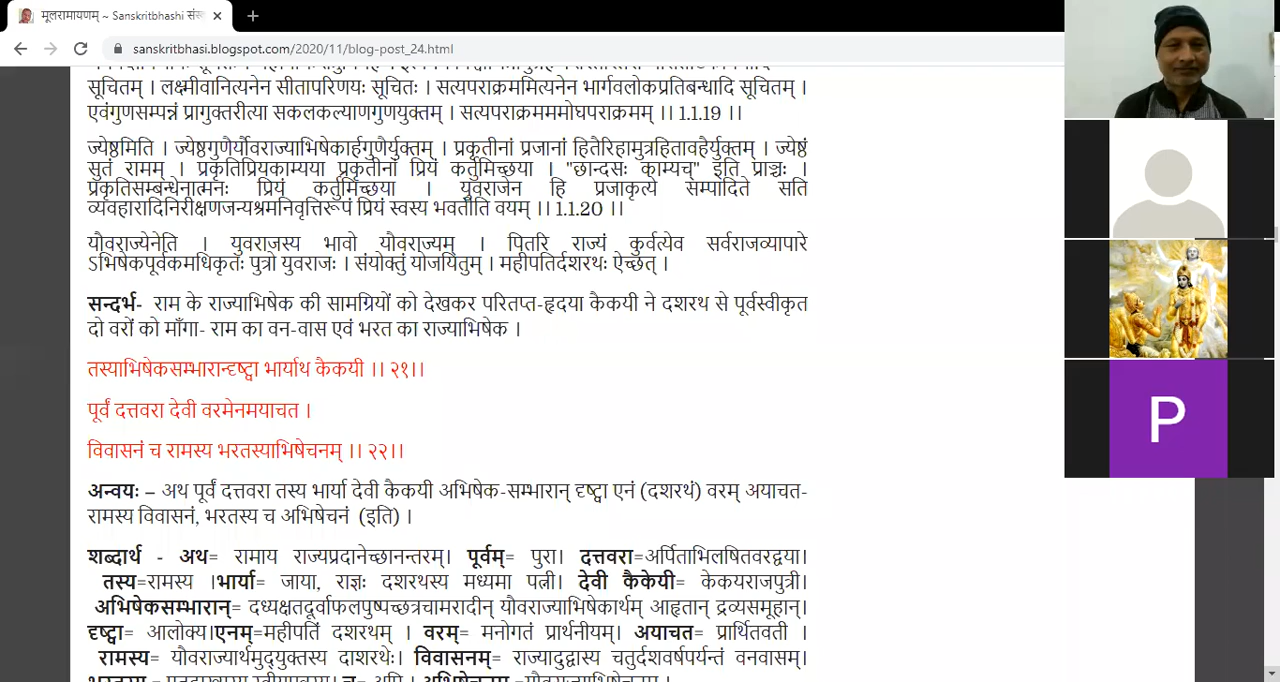 मूलरामायणम् ~ Sanskritbhashi संस्
sanskritbhasi.blogspot.com/2020/11/blog-post_24.html
सूचितम् । लक्ष्मीवानित्यनेन सीतापरिणयः सूचितः । सत्यपराक्रममित्यनेन भार्गवलोकप्रतिबन्धादि सूचितम् ।
एवंगुणसम्पन्नं प्रागुक्तरीत्या सकलकल्याणगुणयुक्तम् । सत्यपराक्रमममोघपराक्रमम् ।। 1.1.19 ।।
ज्येष्ठमिति । ज्येष्ठगुणैर्यौवराज्याभिषेकार्हगुणैर्युक्तम् । प्रकृतीनां प्रजानां हितैरिहामुत्रहितावहैर्युक्तम् । ज्येष्ठं
सुतं रामम् । प्रकृतिप्रियकाम्यया प्रकृतीनां प्रियं कर्तुमिच्छया । "छान्दसः काम्यच्" इति प्राञ्चः ।
प्रकृतिसम्बन्धेनात्मनः प्रियं कर्तुमिच्छया । युवराजेन हि प्रजाकृत्ये सम्पादिते सति
व्यवहारादिनिरीक्षणजन्यश्रमनिवृत्तिरूपं प्रियं स्वस्य भवतीति वयम् ।। 1.1.20 ।।
यौवराज्येनेति । युवराजस्य भावो यौवराज्यम् । पितरि राज्यं कुर्वत्येव सर्वराजव्यापारे
ऽभिषेकपूर्वकमधिकृतः पुत्रो युवराजः । संयोक्तुं योजयितुम् । महीपतिर्दशरथः ऐच्छत् ।
सन्दर्भ- राम के राज्याभिषेक की सामग्रियों को देखकर परितप्त-हृदया कैकयी ने दशरथ से पूर्वस्वीकृत
दो वरों को माँगा- राम का वन-वास एवं भरत का राज्याभिषेक ।
तस्याभिषेकसम्भारान्दृष्ट्वा भार्याथ कैकयी ।। २१।।
पूर्वं दत्तवरा देवी वरमेनमयाचत ।
विवासनं च रामस्य भरतस्याभिषेचनम् ।। २२।।
अन्वयः – अथ पूर्वं दत्तवरा तस्य भार्या देवी कैकयी अभिषेक-सम्भारान् दृष्ट्वा एनं (दशरथं) वरम् अयाचत-
रामस्य विवासनं, भरतस्य च अभिषेचनं (इति) ।
शब्दार्थ - अथ= रामाय राज्यप्रदानेच्छानन्तरम्। पूर्वम्= पुरा। दत्तवरा=अर्पिताभिलषितवरद्वया।
तस्य=रामस्य ।भार्या= जाया, राज्ञः दशरथस्य मध्यमा पत्नी। देवी कैकेयी= केकयराजपुत्री।
अभिषेकसम्भारान्= दध्यक्षतदूर्वाफलपुष्पच्छत्रचामरादीन् यौवराज्याभिषेकार्थम् आहृतान् द्रव्यसमूहान्।
दृष्ट्वा= आलोक्य।एनम्=महीपतिं दशरथम् । वरम्= मनोगतं प्रार्थनीयम्। अयाचत= प्रार्थितवती ।
रामस्य= यौवराज्यार्थमुद्युक्तस्य दाशरथेः। विवासनम्= राज्यादुद्वास्य चतुर्दशवर्षपर्यन्तं वनवासम्।
P